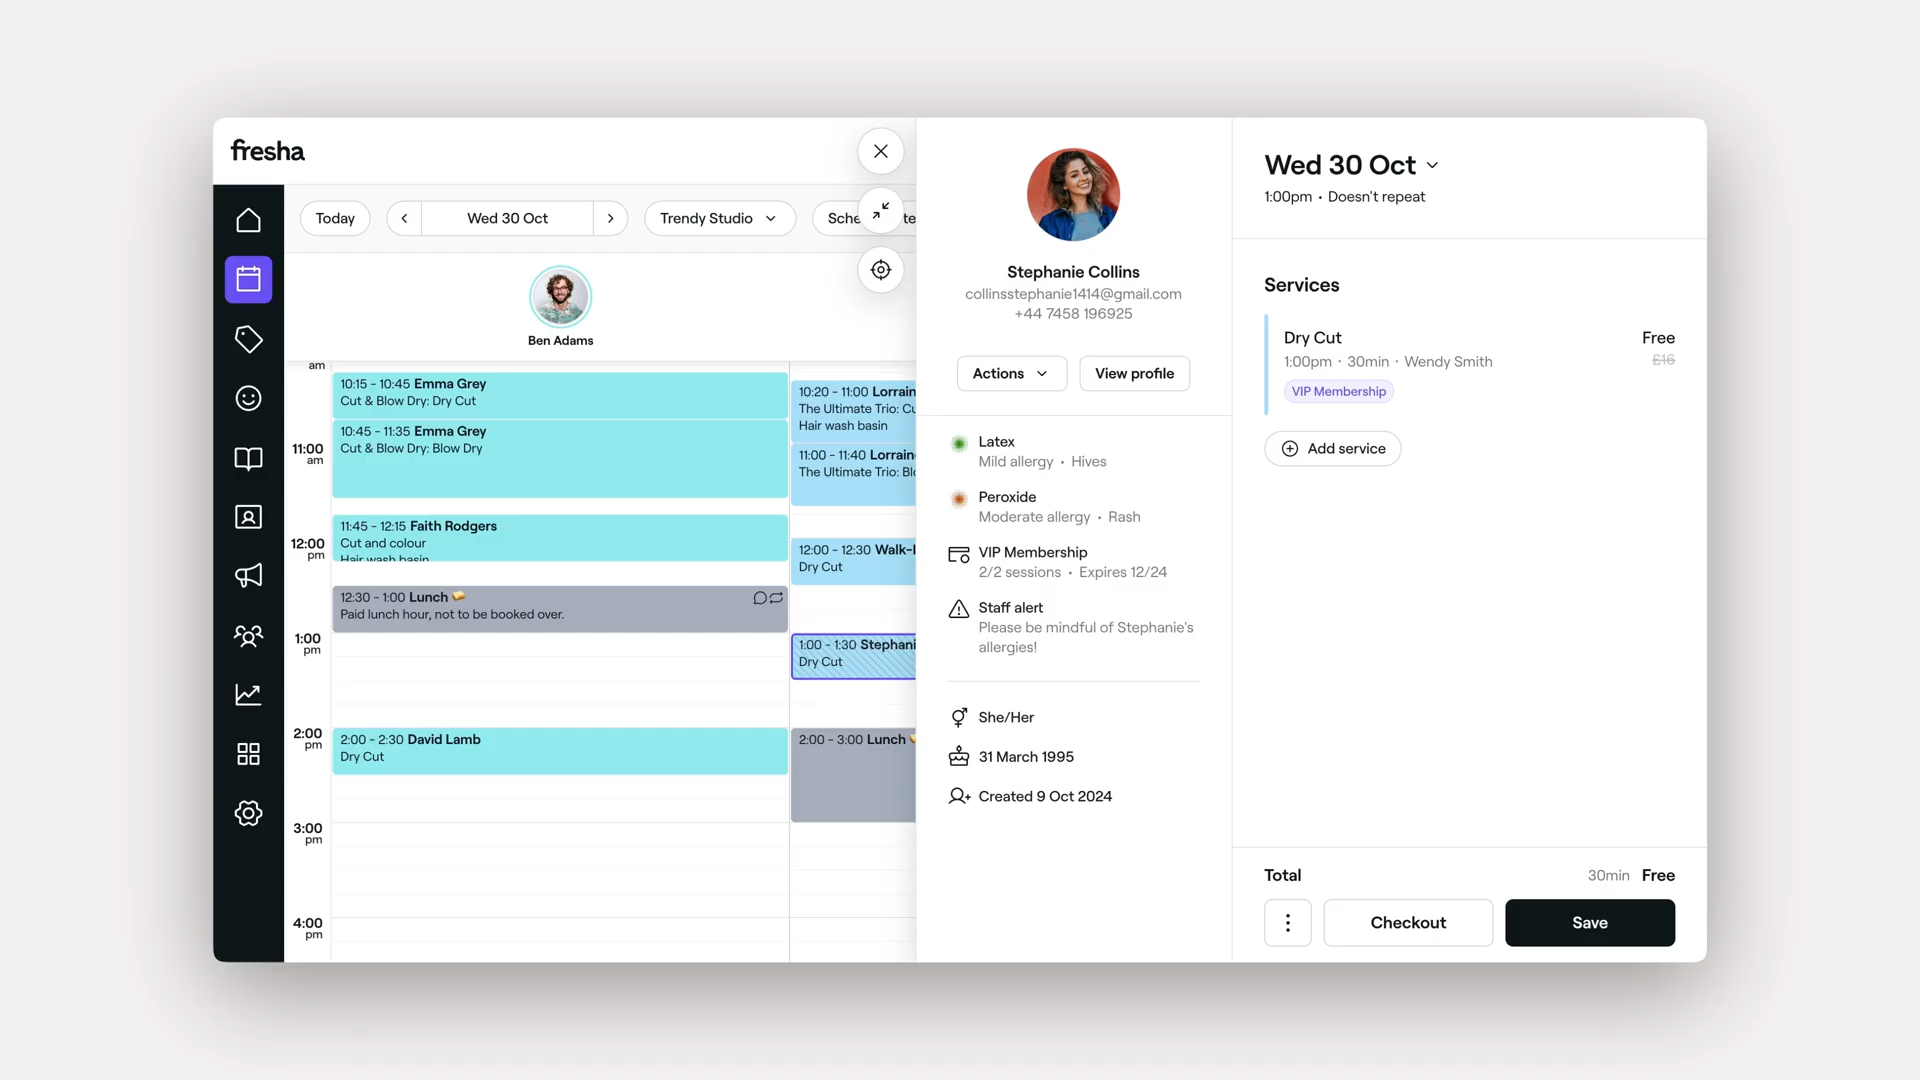 fresha
Today
Wed 30 Oct
Trendy Studio
Ben Adams
am
11:00
am
12:00
pm
1:00
pm
2:00
pm
3:00
pm
4:00
pm
10:15 - 10:45 Emma Grey
Cut & Blow Dry: Dry Cut
10:45 - 11:35 Emma Grey
Cut & Blow Dry: Blow Dry
11:45 - 12:15 Faith Rodgers
Cut and colour
Hair wash basin
12:30 - 1:00 Lunch
Paid lunch hour, not to be booked over.
2:00 - 2:30 David Lamb
Dry Cut
10:20 - 11:00 Lorrain
The Ultimate Trio: Cu
Hair wash basin
11:00 - 11:40 Lorrain
The Ultimate Trio: Blo
12:00 - 12:30 Walk-
Dry Cut
1:00 - 1:30 Stephani
Dry Cut
2:00 - 3:00 Lunch
Stephanie Collins
collinsstephanie1414@gmail.com
+44 7458 196925
Actions
View profile
Latex
Mild allergy • Hives
Peroxide
Moderate allergy • Rash
VIP Membership
2/2 sessions • Expires 12/24
Staff alert
Please be mindful of Stephanie's
allergies!
She/Her
31 March 1995
Created 9 Oct 2024
Wed 30 Oct
1:00pm • Doesn't repeat
Services
Dry Cut
Free
1:00pm • 30min • Wendy Smith
£16
VIP Membership
Add service
Total
30min Free
Checkout
Save